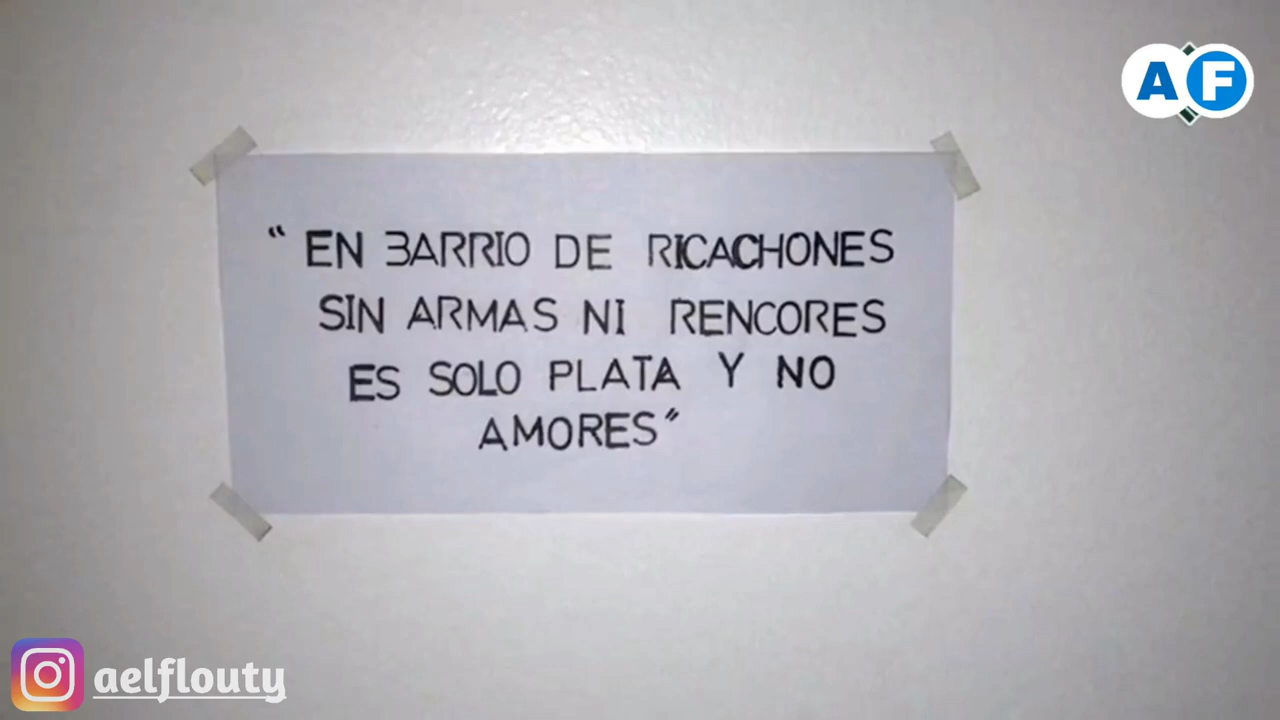 AF
“ EN BARRIO DE RICACHONES
SIN ARMAS NI RENCORES
ES SOLO PLATA Y NO
AMORES”
aelflouty